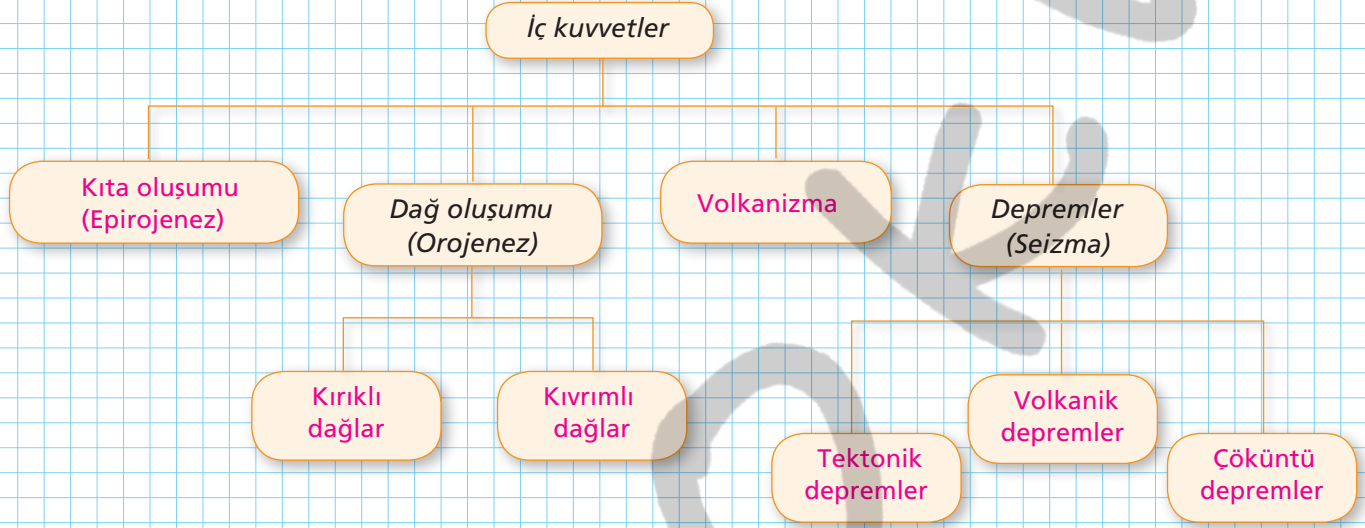 İç kuvvetler
Kıta oluşumu
(Epirojenez)
Dağ oluşumu
(Orojenez)
Volkanizma
Depremler
(Seizma)
Kırıklı
dağlar
Kıvrımlı
dağlar
Tektonik
depremler
Volkanik
depremler
Çöküntü
depremler